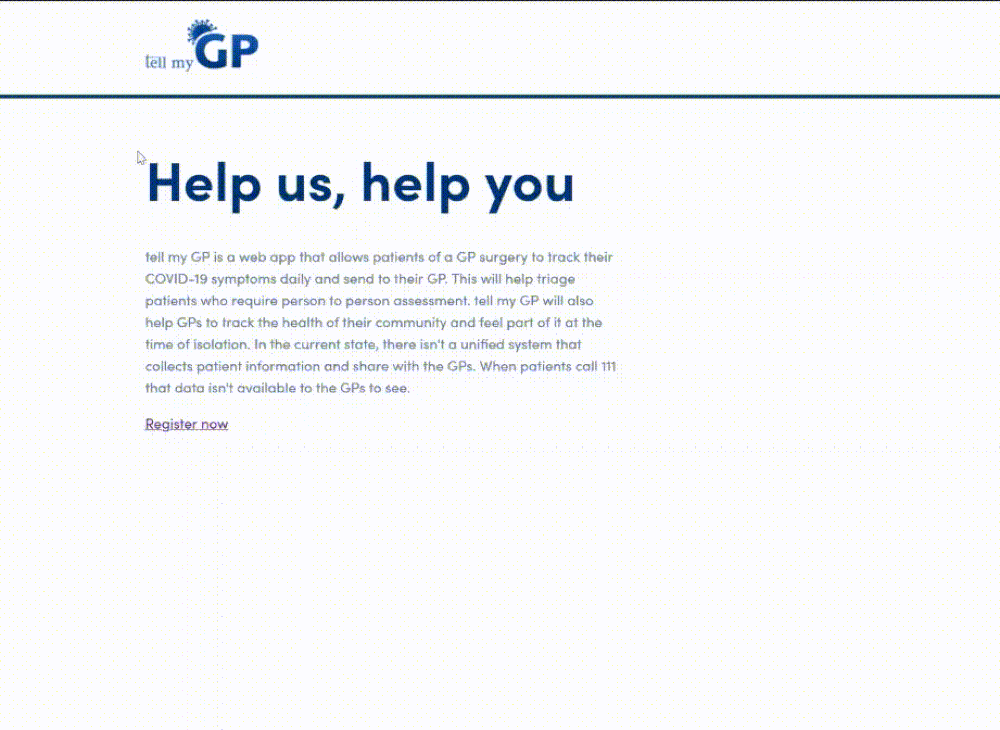 tell my GP
Help us, help you
tell my GP is a web app that allows patients of a GP surgery to track their
COVID-19 symptoms daily and send to their GP. This will help triage
patients who require person to person assessment. tell my GP will also
help GPs to track the health of their community and feel part of it at the
time of isolation. In the current state, there isn't a unified system that
collects patient information and share with the GPs. When patients call 111
that data isn't available to the GPs to see.
Register now